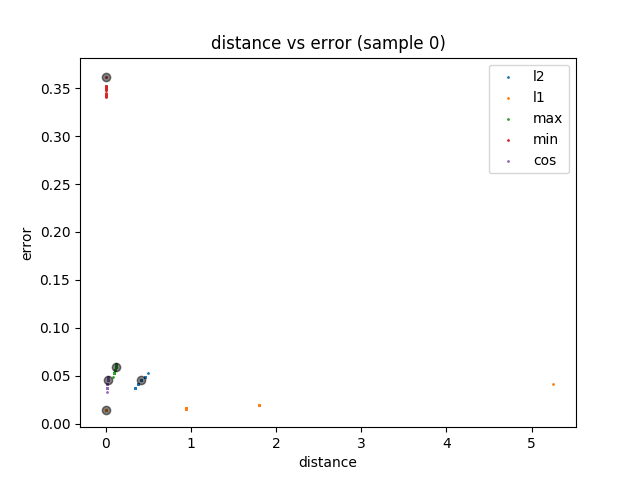 distance vs error (sample 0)
l2
l1
max
min
cos
0.35
0.30
0.25
0.20
0.15
0.10
0.05
0.00
error
0 1 2 3 4 5
distance